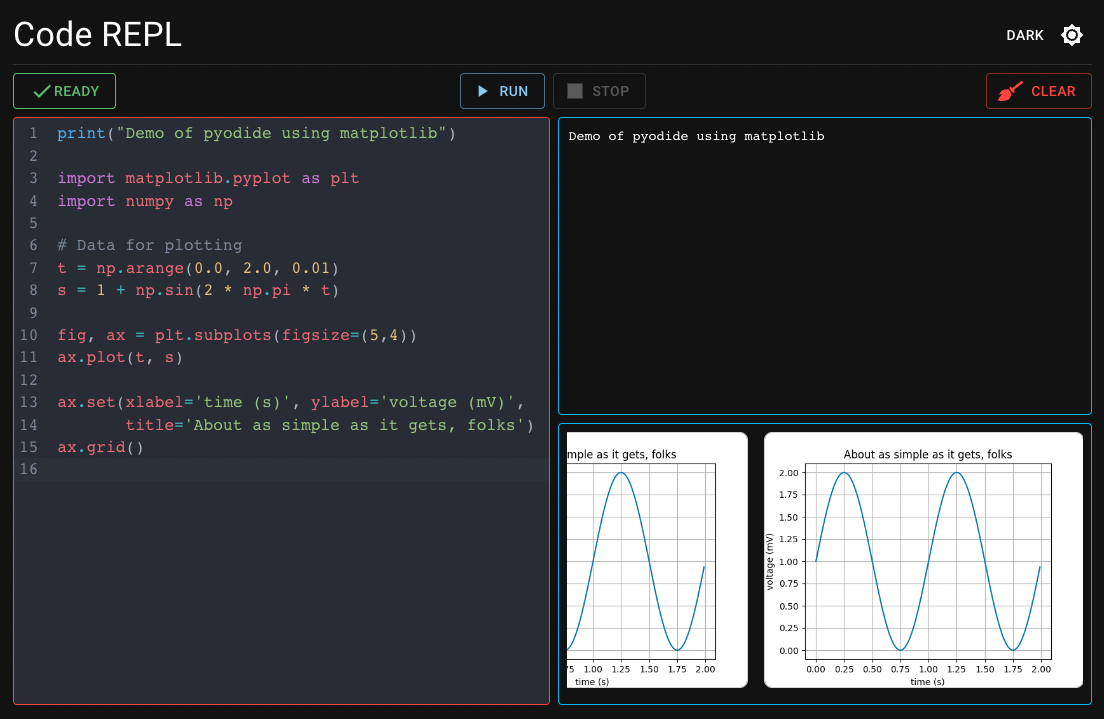 Code REPL
DARK
READY
RUN
STOP
CLEAR
1 print("Demo of pyodide using matplotlib")
2
3 import matplotlib.pyplot as plt
4 import numpy as np
5
6 # Data for plotting
7 t = np.arange(0.0, 2.0, 0.01)
8 s = 1 + np.sin(2 * np.pi * t)
9
10 fig, ax = plt.subplots(figsize=(5,4))
11 ax.plot(t, s)
12
13 ax.set(xlabel='time (s)', ylabel='voltage (mV)',
14        title='About as simple as it gets, folks')
15 ax.grid()
16
Demo of pyodide using matplotlib
mple as it gets, folks
75 1.00 1.25 1.50 1.75 2.00
time (s)
About as simple as it gets, folks
voltage (mV)
2.00
1.75
1.50
1.25
1.00
0.75
0.50
0.25
0.00
0.00 0.25 0.50 0.75 1.00 1.25 1.50 1.75 2.00
time (s)